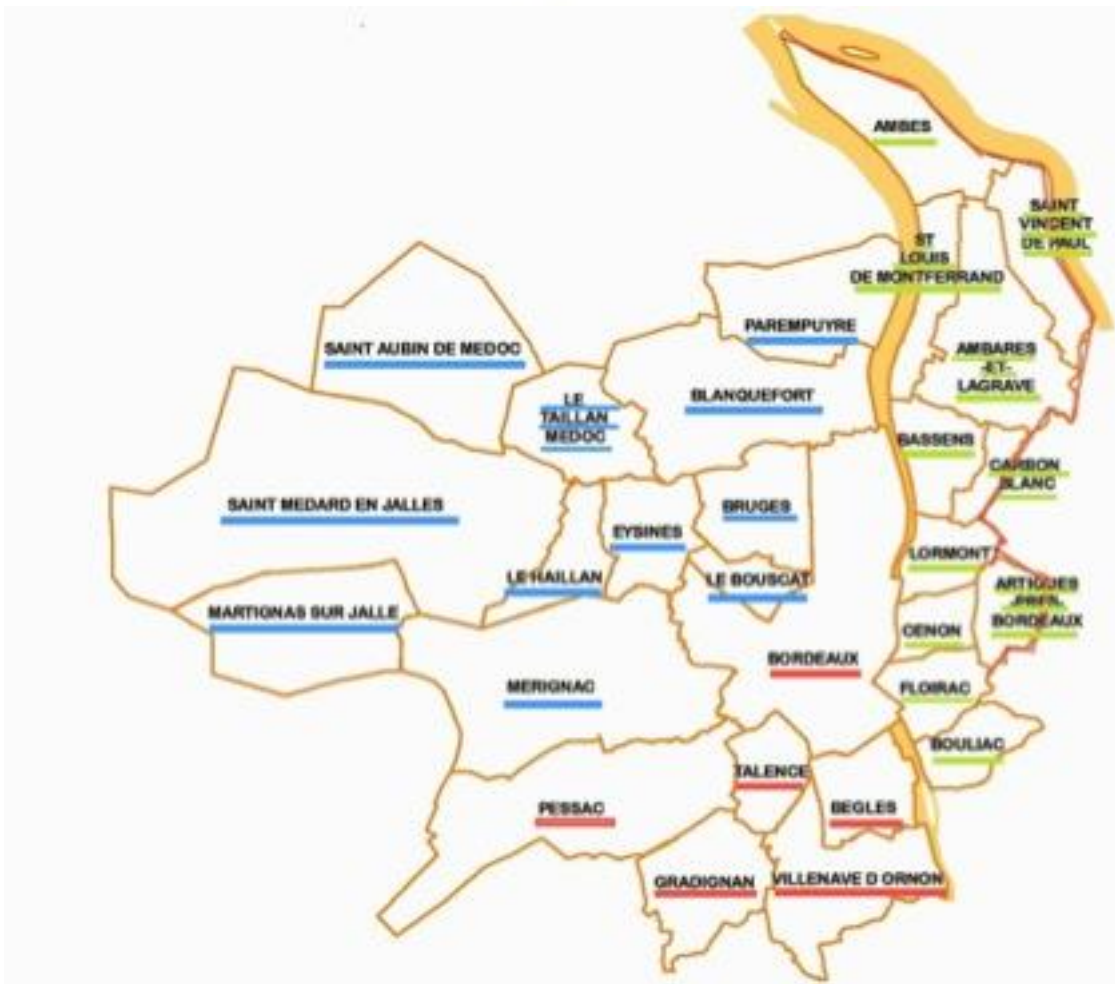 AMBES
SAINT
VINCENT
DE PAUL
ST
LOUIS
DE MONTFERRAND
PAREMPUYRE
SAINT AUBIN DE MEDOC
AMBARES
-ET-
LAGRAVE
BLANQUEFORT
LE
TAILLAN
MEDOC
BASSENS
CARBON
BLANC
SAINT MEDARD EN JALLES
BRUGES
EYSINES
LORMONT
LE HAILLAN
LE BOUSCAT
ARTIGUES
-PRES-
BORDEAUX
MARTIGNAS SUR JALLE
CENON
BORDEAUX
MERIGNAC
FLOIRAC
BOULIAC
TALENCE
PESSAC
BEGLES
GRADIGNAN
VILLENAVE D ORNON